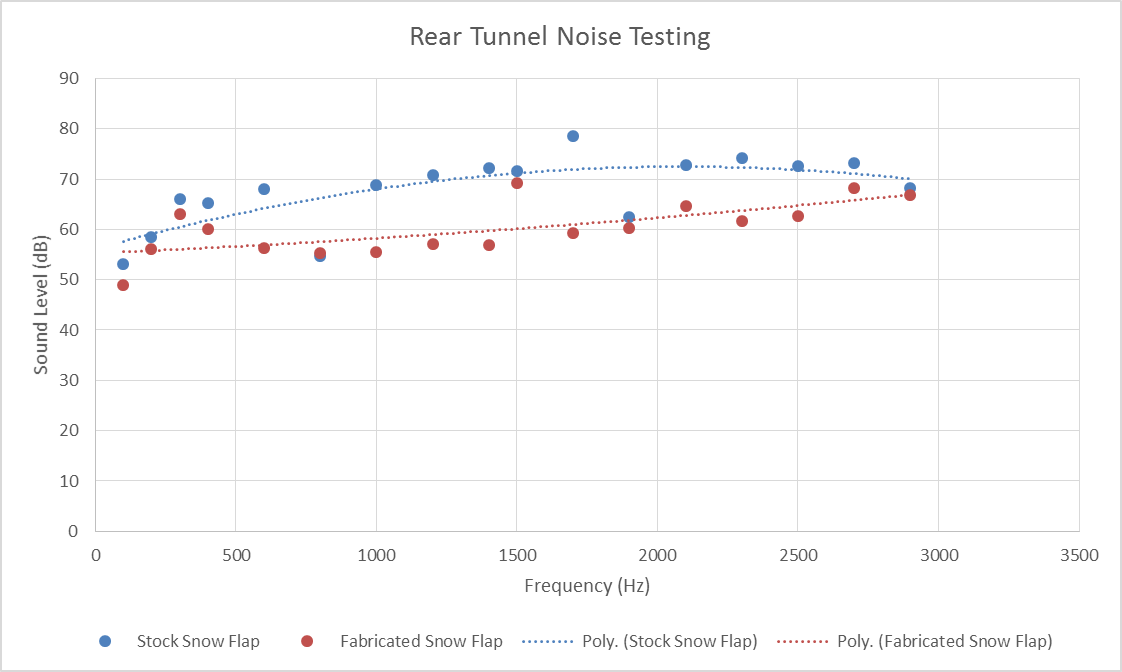 Rear Tunnel Noise Testing
90
80
70
60
50
40
30
20
10
0
Sound Level (dB)
0 500 1000 1500 2000 2500 3000 3500
Frequency (Hz)
Stock Snow Flap Fabricated Snow Flap Poly. (Stock Snow Flap) Poly. (Fabricated Snow Flap)